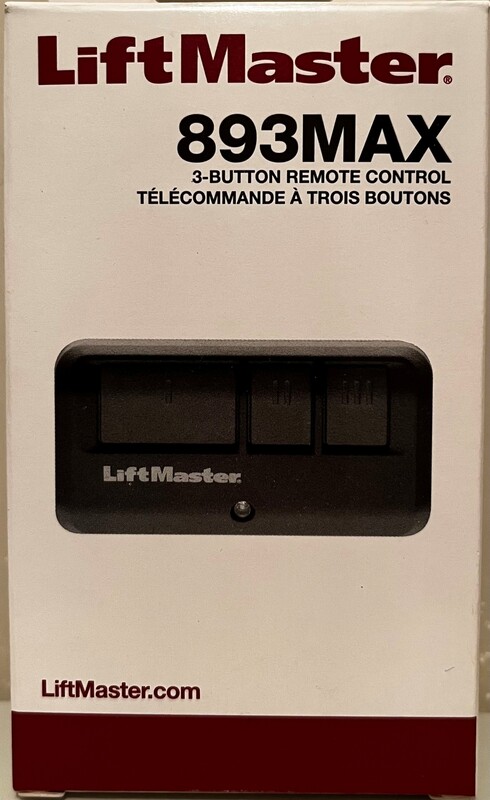 LiftMaster®
893MAX
3-BUTTON REMOTE CONTROL
TÉLÉCOMMANDE À TROIS BOUTONS
LiftMaster.
LiftMaster.com